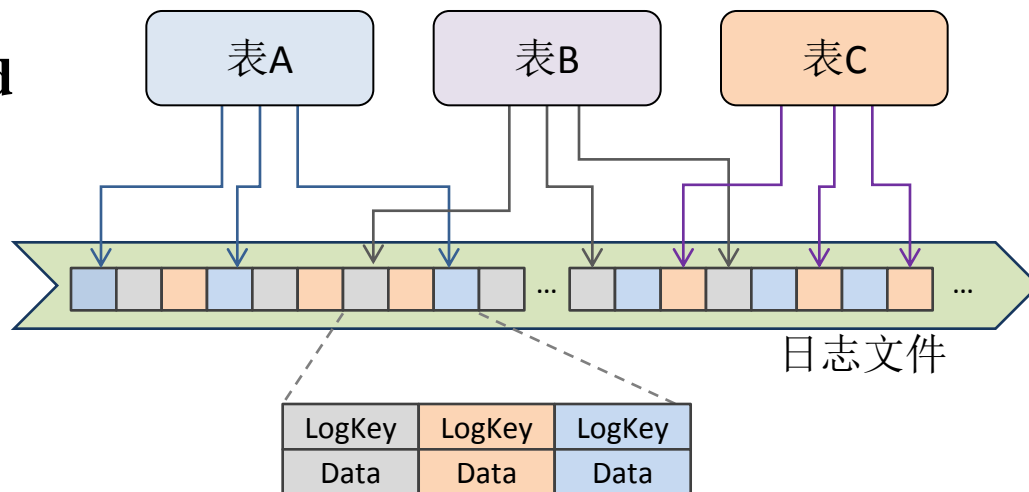 d
表A 表B 表C
... ...
日志文件
LogKey LogKey LogKey
Data Data Data